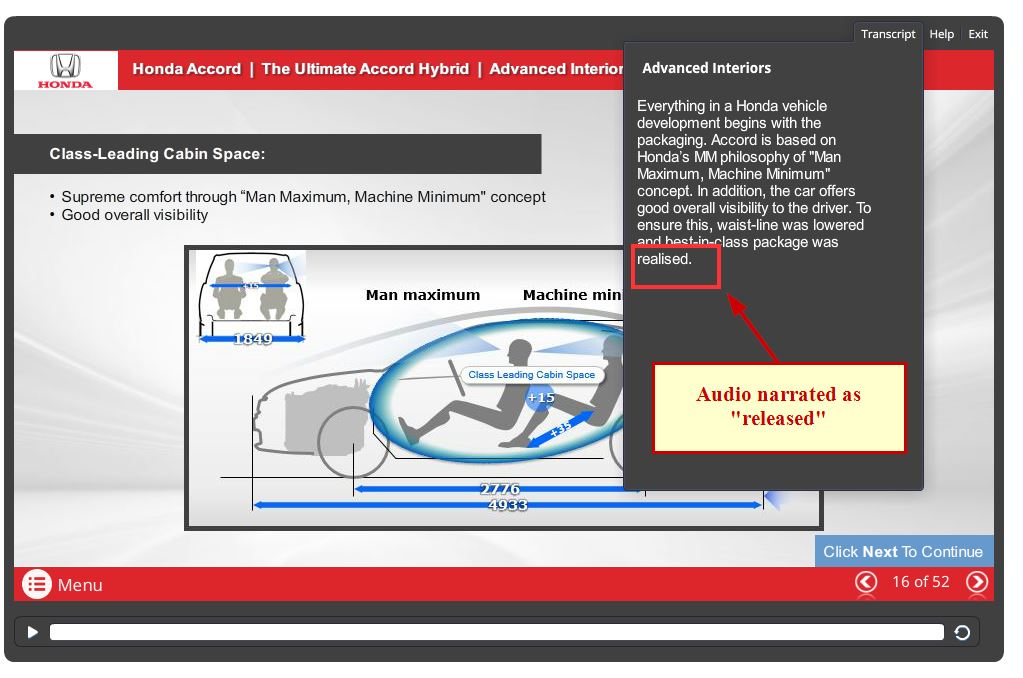 Transcript Help Exit
HONDA
Honda Accord | The Ultimate Accord Hybrid | Advanced Interior
Advanced Interiors
Everything in a Honda vehicle
development begins with the
packaging. Accord is based on
Honda's MM philosophy of "Man
Maximum, Machine Minimum"
concept. In addition, the car offers
good overall visibility to the driver. To
ensure this, waist-line was lowered
and best-in-class package was
realised.
Class-Leading Cabin Space:
• Supreme comfort through “Man Maximum, Machine Minimum" concept
• Good overall visibility
+15
1849
Man maximum Machine min
Class Leading Cabin Space
+15
+35
2776
4933
Audio narrated as
"released"
Click Next To Continue
Menu
16 of 52